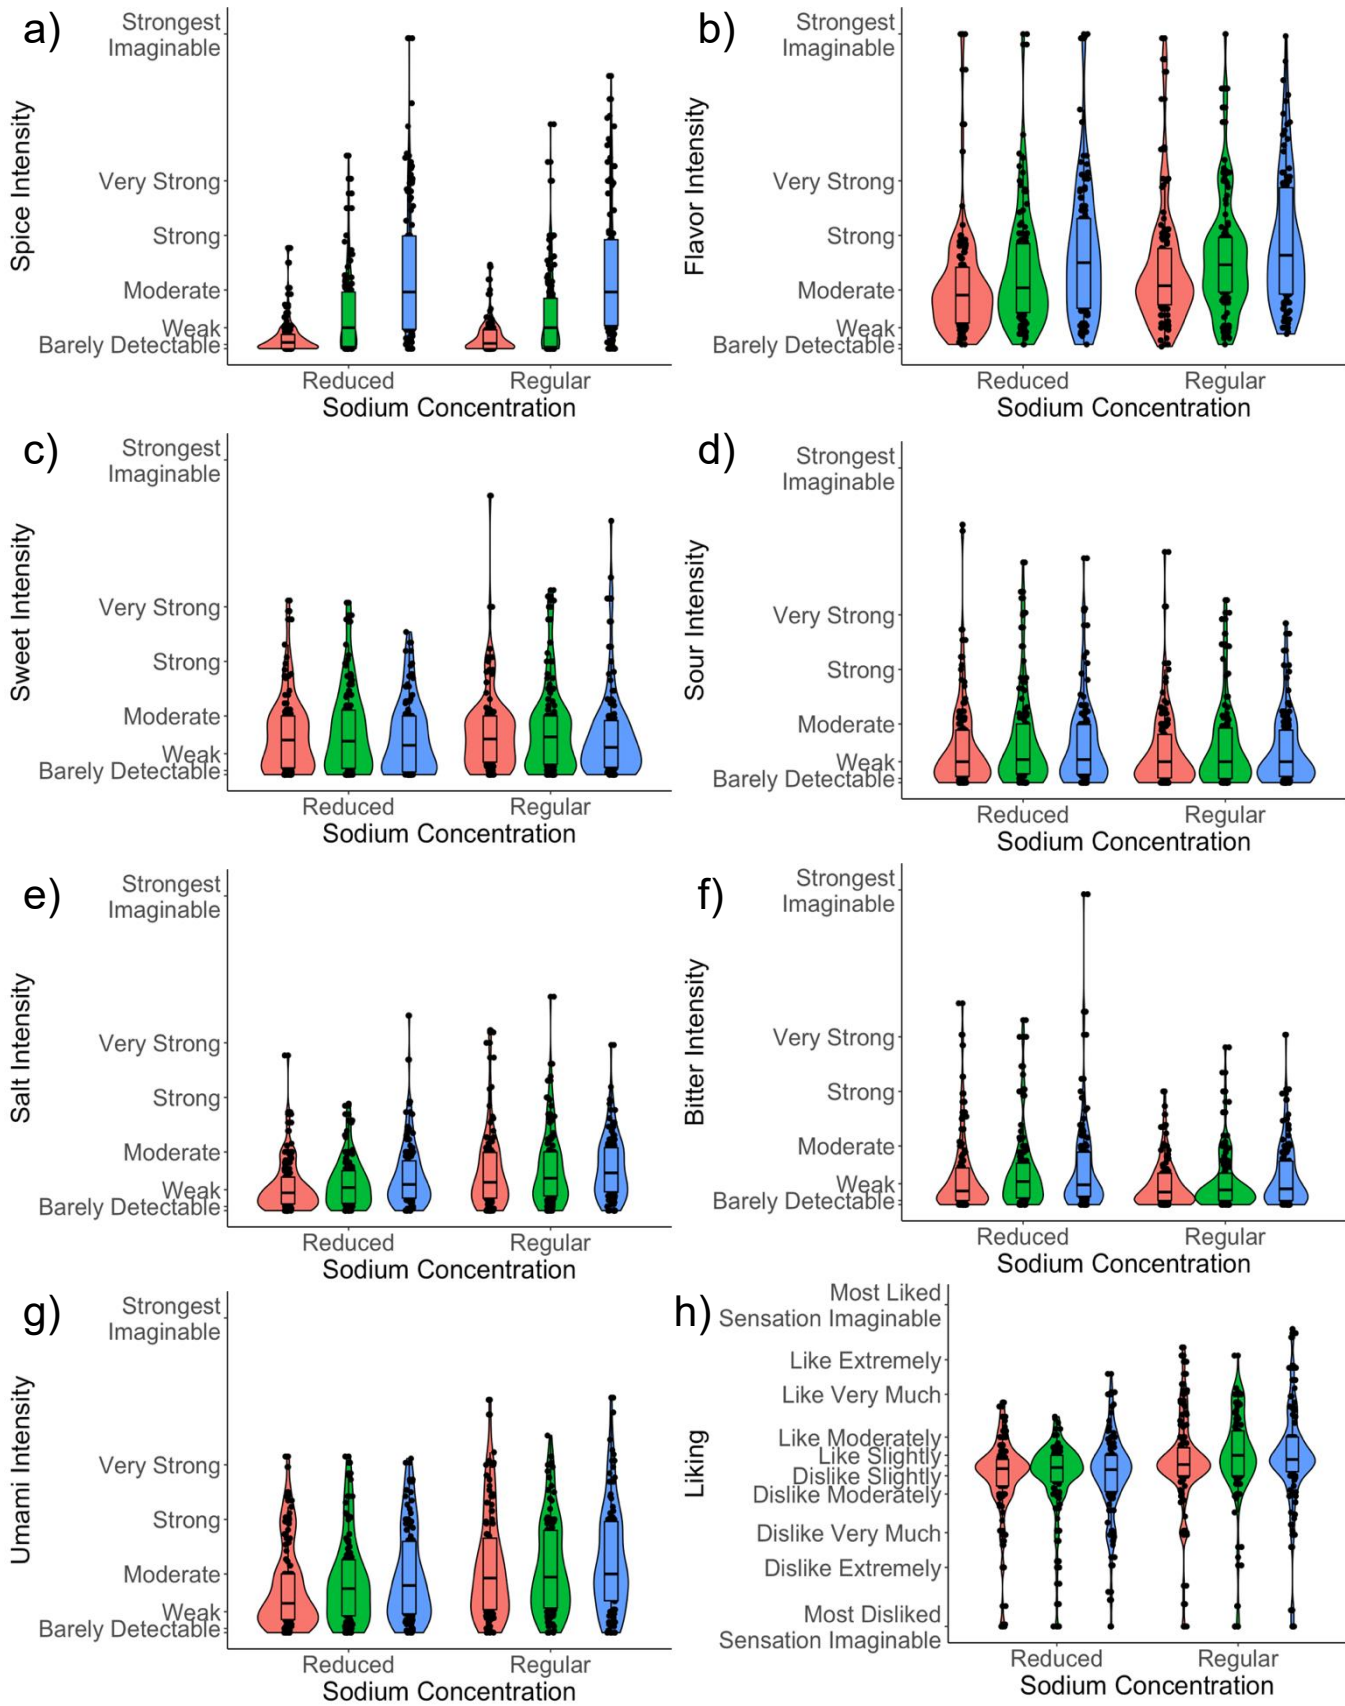 a)
Spice Intensity
Strongest
Imaginable
Very Strong
Strong
Moderate
Weak
Barely Detectable
Reduced
Regular
Sodium Concentration
b)
Flavor Intensity
Strongest
Imaginable
Very Strong
Strong
Moderate
Weak
Barely Detectable
Reduced
Regular
Sodium Concentration
c)
Sweet Intensity
Strongest
Imaginable
Very Strong
Strong
Moderate
Weak
Barely Detectable
Reduced
Regular
Sodium Concentration
d)
Sour Intensity
Strongest
Imaginable
Very Strong
Strong
Moderate
Weak
Barely Detectable
Reduced
Regular
Sodium Concentration
e)
Salt Intensity
Strongest
Imaginable
Very Strong
Strong
Moderate
Weak
Barely Detectable
Reduced
Regular
Sodium Concentration
f)
Bitter Intensity
Strongest
Imaginable
Very Strong
Strong
Moderate
Weak
Barely Detectable
Reduced
Regular
Sodium Concentration
g)
Umami Intensity
Strongest
Imaginable
Very Strong
Strong
Moderate
Weak
Barely Detectable
Reduced
Regular
Sodium Concentration
h)
Liking
Most Liked
Sensation Imaginable
Like Extremely
Like Very Much
Like Moderately
Like Slightly
Dislike Slightly
Dislike Moderately
Dislike Very Much
Dislike Extremely
Most Disliked
Sensation Imaginable
Reduced
Regular
Sodium Concentration